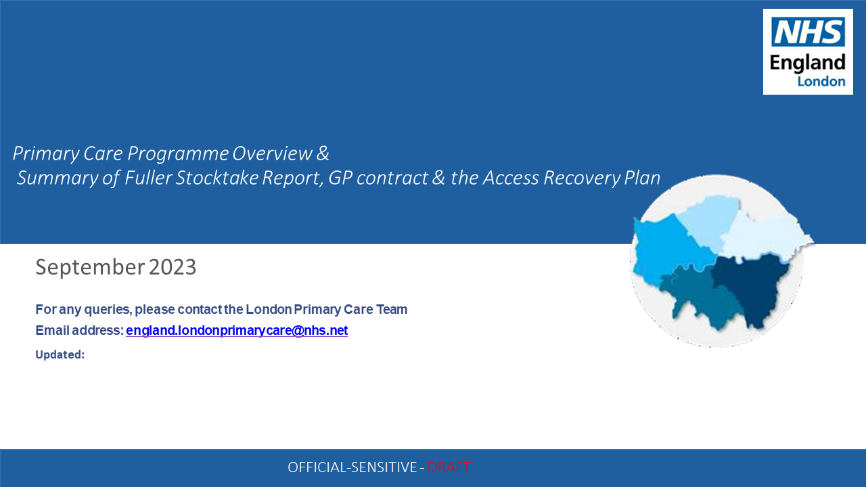 NHS
England
London
Primary Care Programme Overview &
Summary of Fuller Stocktake Report, GP contract & the Access Recovery Plan
September 2023
For any queries, please contact the London Primary Care Team
Email address: england.londonprimarycare@nhs.net
Updated:
OFFICIAL-SENSITIVE - DRAFT